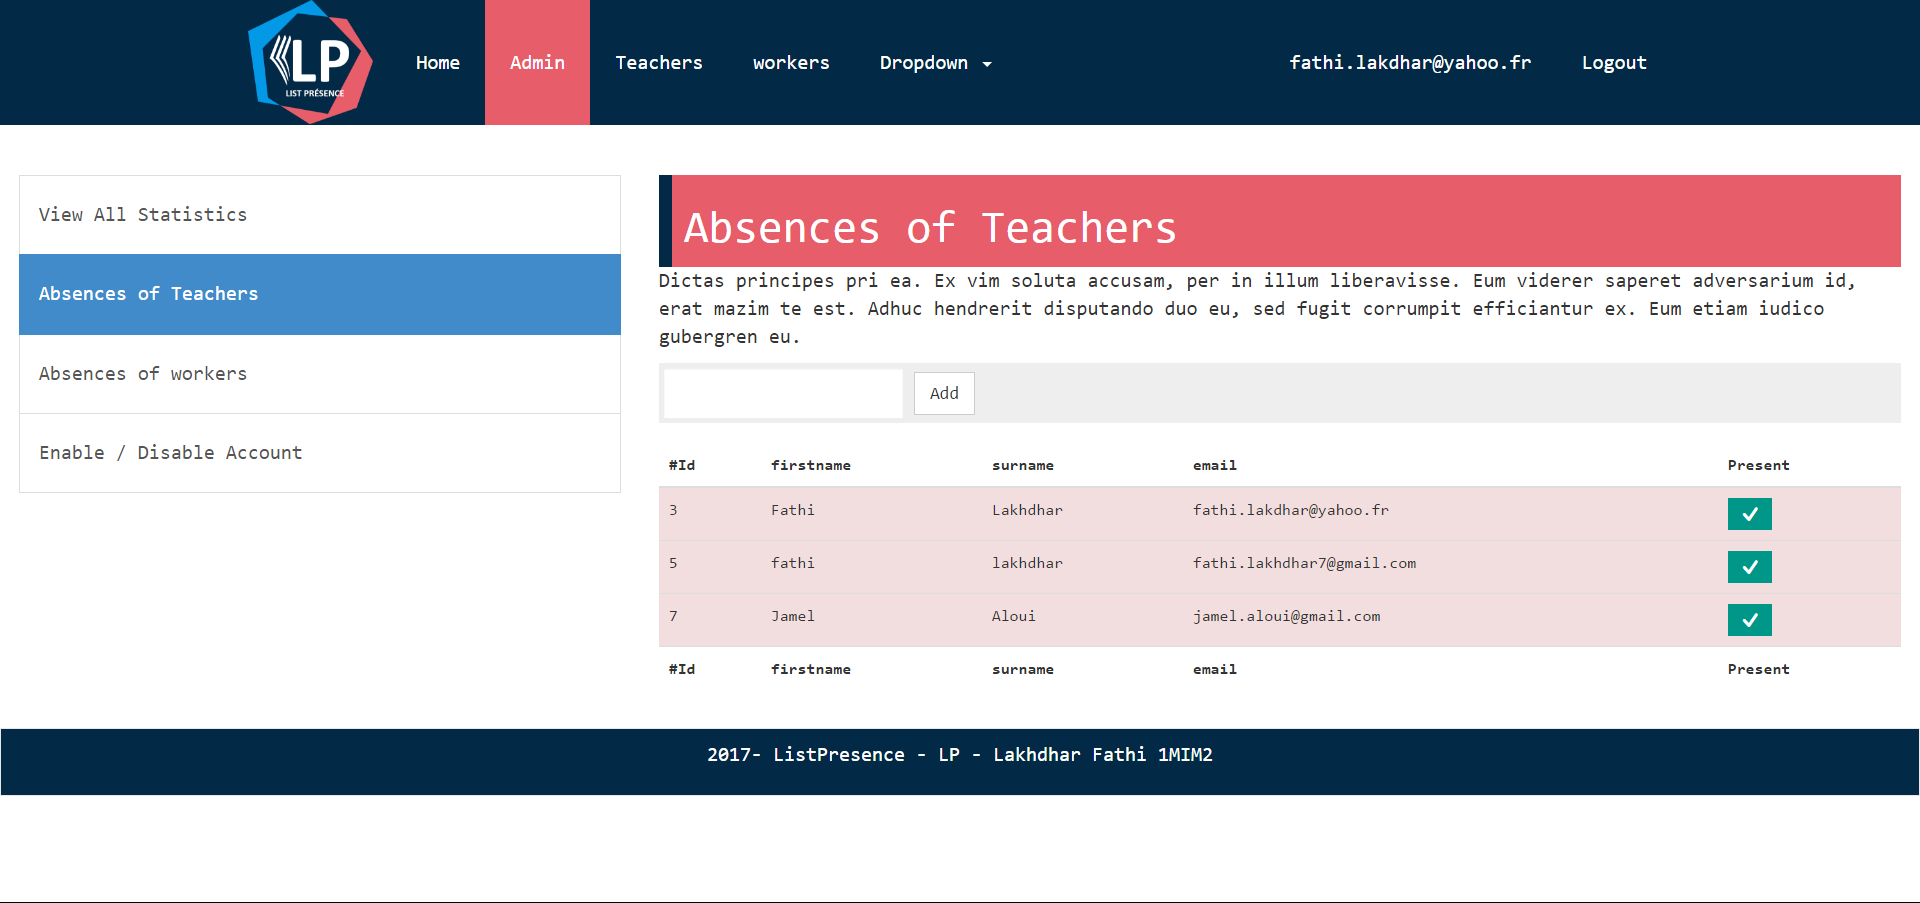 LP
LIST PRÉSENCE
Home Admin Teachers workers Dropdown fathi.lakdhar@yahoo.fr Logout
View All Statistics
Absences of Teachers
Absences of workers
Enable / Disable Account
Absences of Teachers
Dictas principes pri ea. Ex vim soluta accusam, per in illum liberavisse. Eum viderer saperet adversarium id,
erat mazim te est. Adhuc hendrerit disputando duo eu, sed fugit corrumpit efficiantur ex. Eum etiam iudico
gubergren eu.
Add
#Id firstname surname email Present
3 Fathi Lakhdhar fathi.lakdhar@yahoo.fr
5 fathi lakhdhar fathi.lakhdhar7@gmail.com
7 Jamel Aloui jamel.aloui@gmail.com
#Id firstname surname email Present
2017- ListPresence - LP - Lakhdhar Fathi 1MIM2